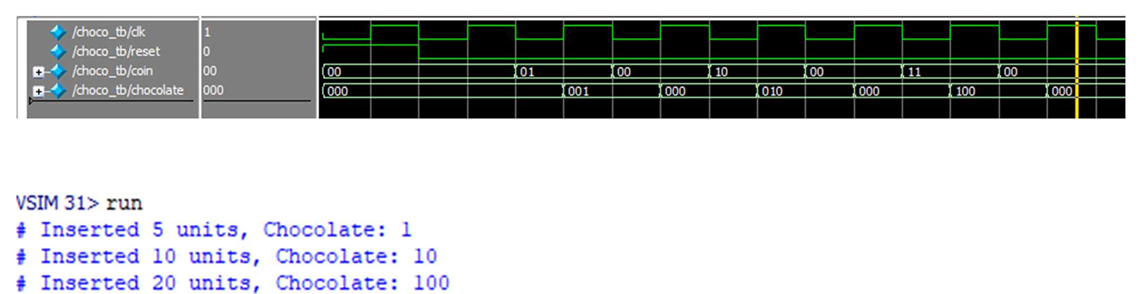 /choco_tb/clk 1
/choco_tb/reset 0
/choco_tb/coin 00 00 01 00 10 00 11 00
/choco_tb/chocolate 000 000 001 000 010 000 100 000
VSIM 31> run
# Inserted 5 units, Chocolate: 1
# Inserted 10 units, Chocolate: 10
# Inserted 20 units, Chocolate: 100